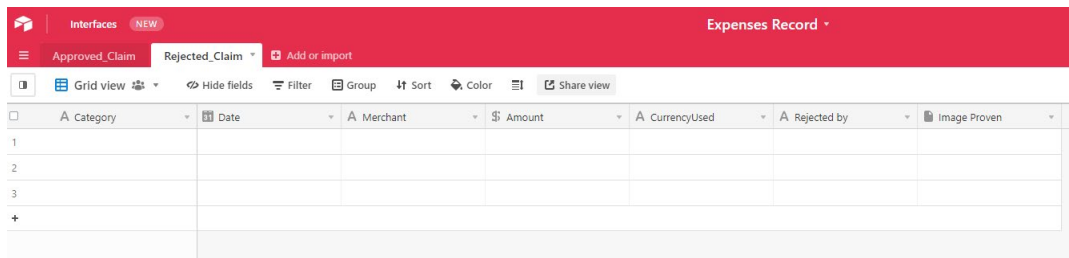 Interfaces NEW Expenses Record
Approved_Claim Rejected_Claim Add or import
Grid view Hide fields Filter Group Sort Color Share view
Category 31 Date Merchant $ Amount CurrencyUsed Rejected by Image Proven
1
2
3
+